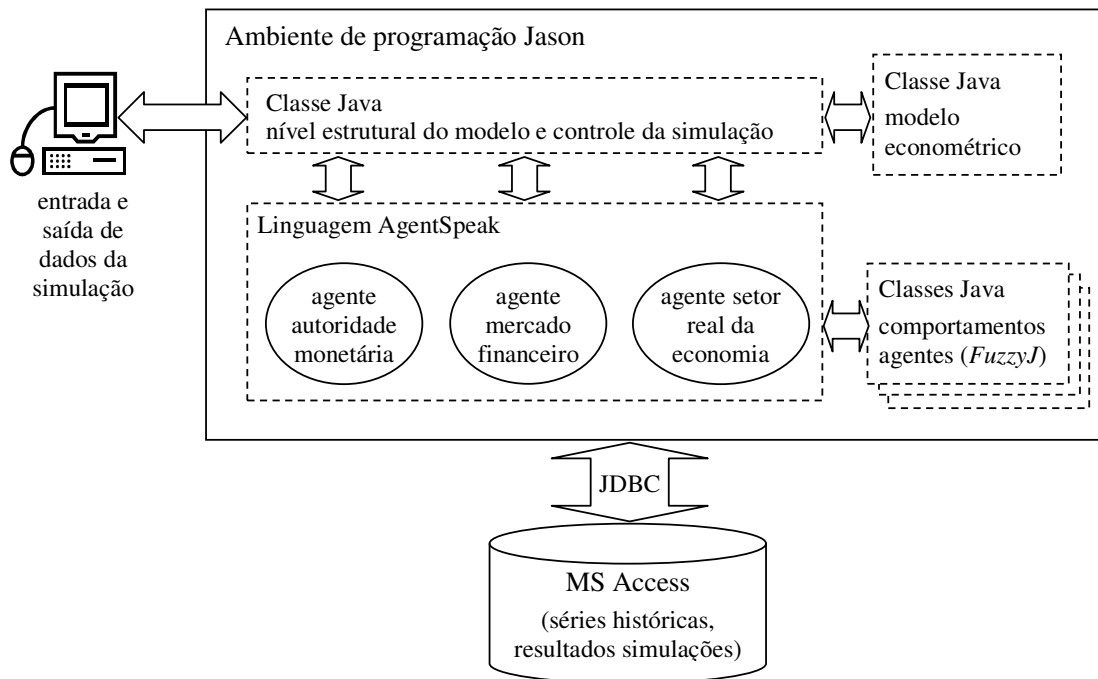 Ambiente de programação Jason
Classe Java
nível estrutural do modelo e controle da simulação
Classe Java
modelo
econométrico
entrada e
saída de
dados da
simulação
Linguagem AgentSpeak
agente
autoridade
monetária
agente
mercado
financeiro
agente setor
real da
economia
Classes Java
comportamentos
agentes (FuzzyJ)
JDBC
MS Access
(séries históricas,
resultados simulações)